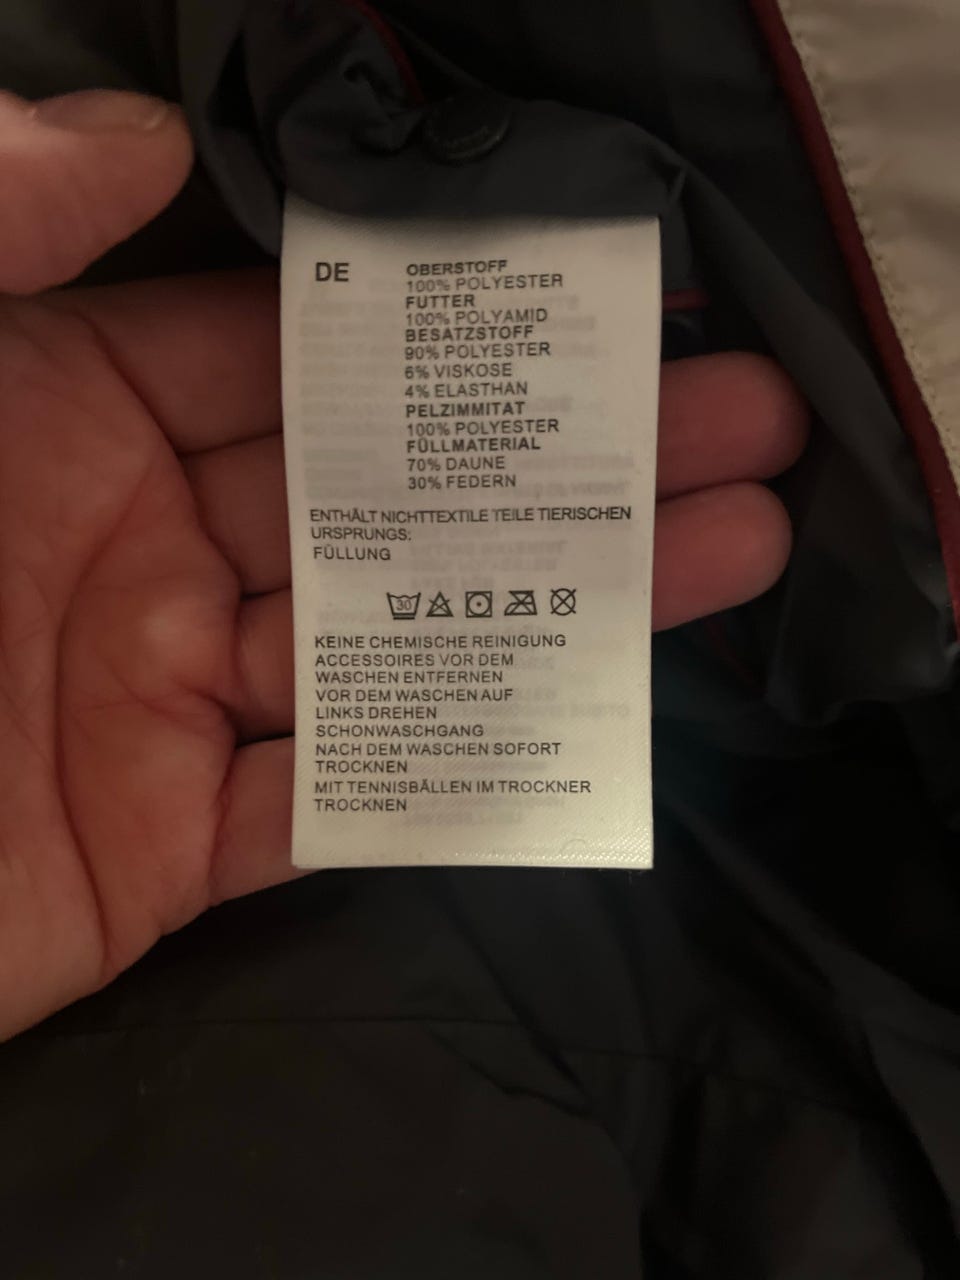 DE
OBERSTOFF
100% POLYESTER
FUTTER
100% POLYAMID
BESATZSTOFF
90% POLYESTER
6% VISKOSE
4% ELASTHAN
PELZIMMITAT
100% POLYESTER
FÜLLMATERIAL
70% DAUNE
30% FEDERN
ENTHÄLT NICHTTEXTILE TEILE TIERISCHEN
URSPRUNGS:
FÜLLUNG
30
KEINE CHEMISCHE REINIGUNG
ACCESSOIRES VOR DEM
WASCHEN ENTFERNEN
VOR DEM WASCHEN AUF
LINKS DREHEN
SCHONWASCHGANG
NACH DEM WASCHEN SOFORT
TROCKNEN
MIT TENNISBÄLLEN IM TROCKNER
TROCKNEN